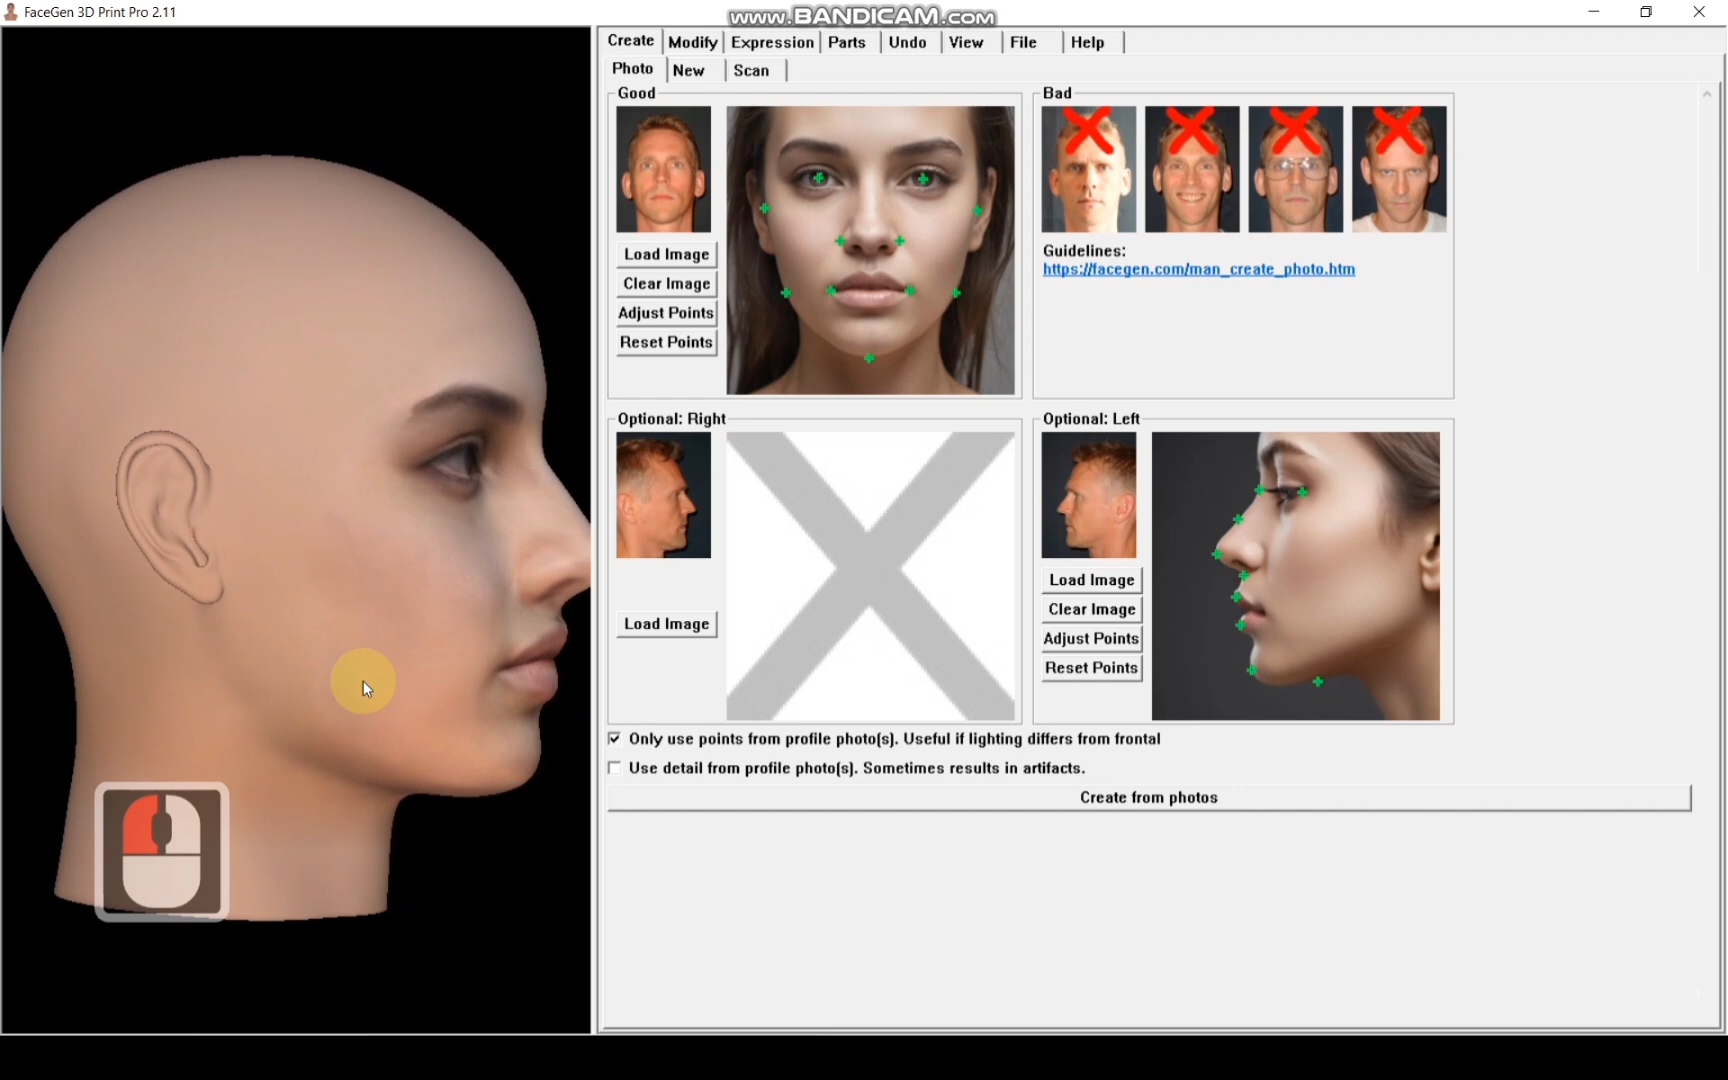 FaceGen 3D Print Pro 2.11
WWW.BANDICAM.COM
Create Modify Expression Parts Undo View File Help
Photo New Scan
Good
Load Image
Clear Image
Adjust Points
Reset Points
Bad
Guidelines:
https://facegen.com/man_create_photo.htm
Optional: Right
Load Image
Optional: Left
Load Image
Clear Image
Adjust Points
Reset Points
Only use points from profile photo(s). Useful if lighting differs from frontal
Use detail from profile photo(s). Sometimes results in artifacts.
Create from photos